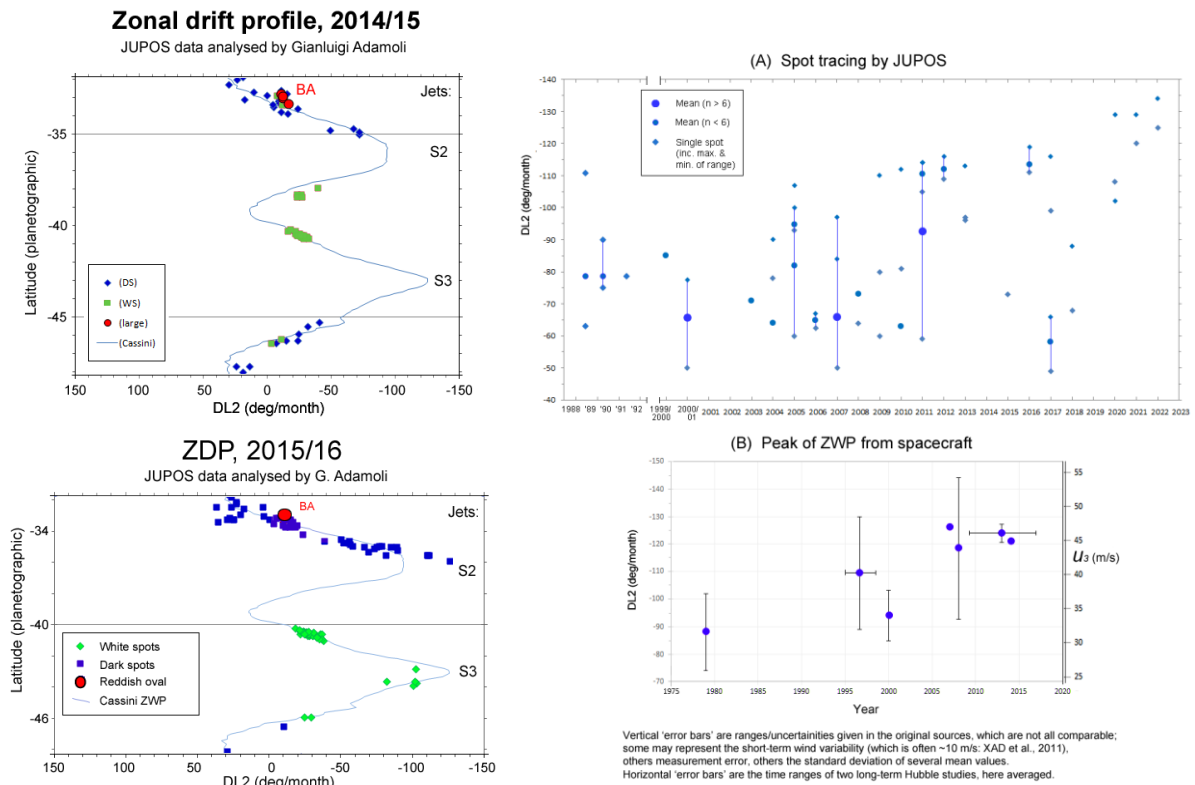 Zonal drift profile, 2014/15
JUPOS data analysed by Gianluigi Adamoli
BA
Jets:
S2
S3
Latitude (planetographic)
-35
-40
-45
(DS)
(WS)
(large)
(Cassini)
150 100 50 0 -50 -100 -150
DL2 (deg/month)
ZDP, 2015/16
JUPOS data analysed by G. Adamoli
BA
Jets:
S2
S3
Latitude (planetographic)
-34
-40
-46
White spots
Dark spots
Reddish oval
Cassini ZWP
150 100 50 0 -50 -100 -150
DL2 (deg/month)
(A) Spot tracing by JUPOS
DL2 (deg/month)
-140
-130
-120
-110
-100
-90
-80
-70
-60
-50
-40
Mean (n > 6)
Mean (n < 6)
Single spot
(inc. max. &
min. of range)
1988 '89 '90 '91 '92 1999/ 2000/ 2001 2002 2003 2004 2005 2006 2007 2008 2009 2010 2011 2012 2013 2014 2015 2016 2017 2018 2019 2020 2021 2022 2023
2000 01
(B) Peak of ZWP from spacecraft
DL2 (deg/month)
-150
-140
-130
-120
-110
-100
-90
-80
-70
55
50
45
40
35
30
25
u3 (m/s)
1975 1980 1985 1990 1995 2000 2005 2010 2015 2020
Year
Vertical ‘error bars’ are ranges/uncertainities given in the original sources, which are not all comparable;
some may represent the short-term wind variability (which is often ~10 m/s: XAD et al., 2011),
others measurement error, others the standard deviation of several mean values.
Horizontal ‘error bars’ are the time ranges of two long-term Hubble studies, here averaged.